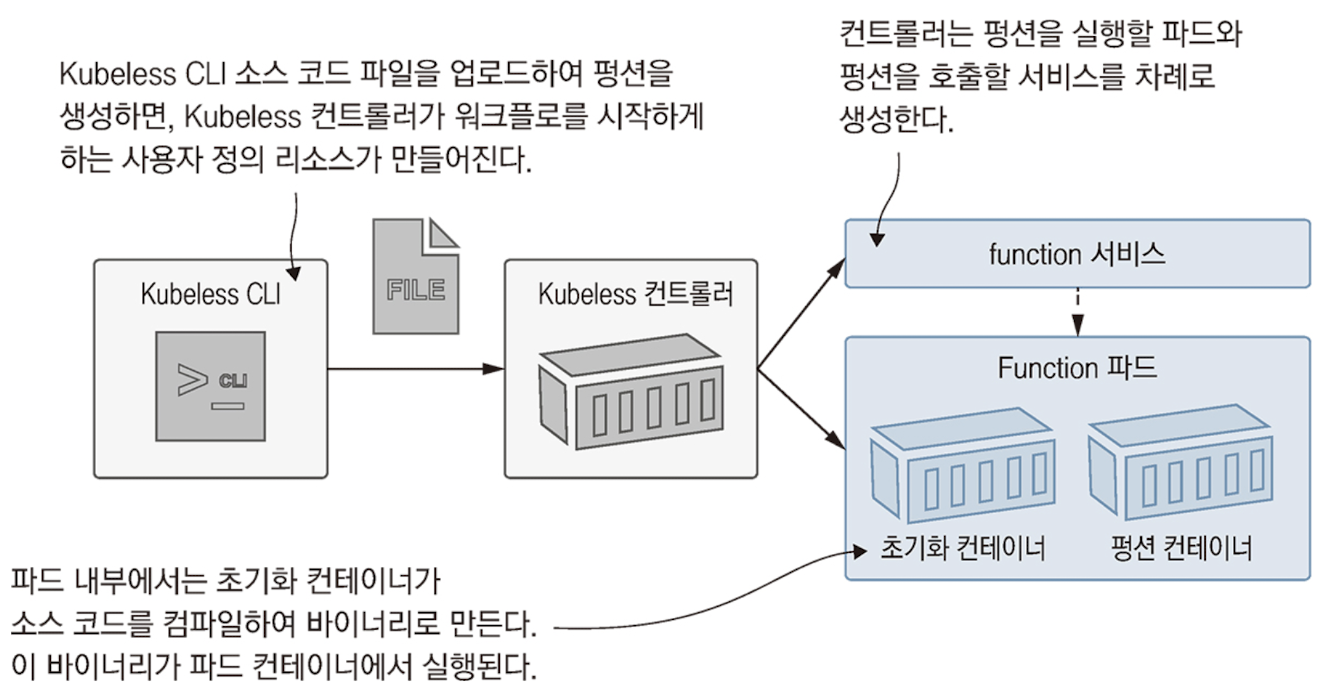 컨트롤러는 펑션을 실행할 파드와
펑션을 호출할 서비스를 차례로
생성한다.
Kubeless CLI 소스 코드 파일을 업로드하여 펑션을
생성하면, Kubeless 컨트롤러가 워크플로를 시작하게
하는 사용자 정의 리소스가 만들어진다.
Kubeless CLI
>_ CLI
FILE
Kubeless 컨트롤러
function 서비스
Function 파드
초기화 컨테이너
펑션 컨테이너
파드 내부에서는 초기화 컨테이너가
소스 코드를 컴파일하여 바이너리로 만든다.
이 바이너리가 파드 컨테이너에서 실행된다.